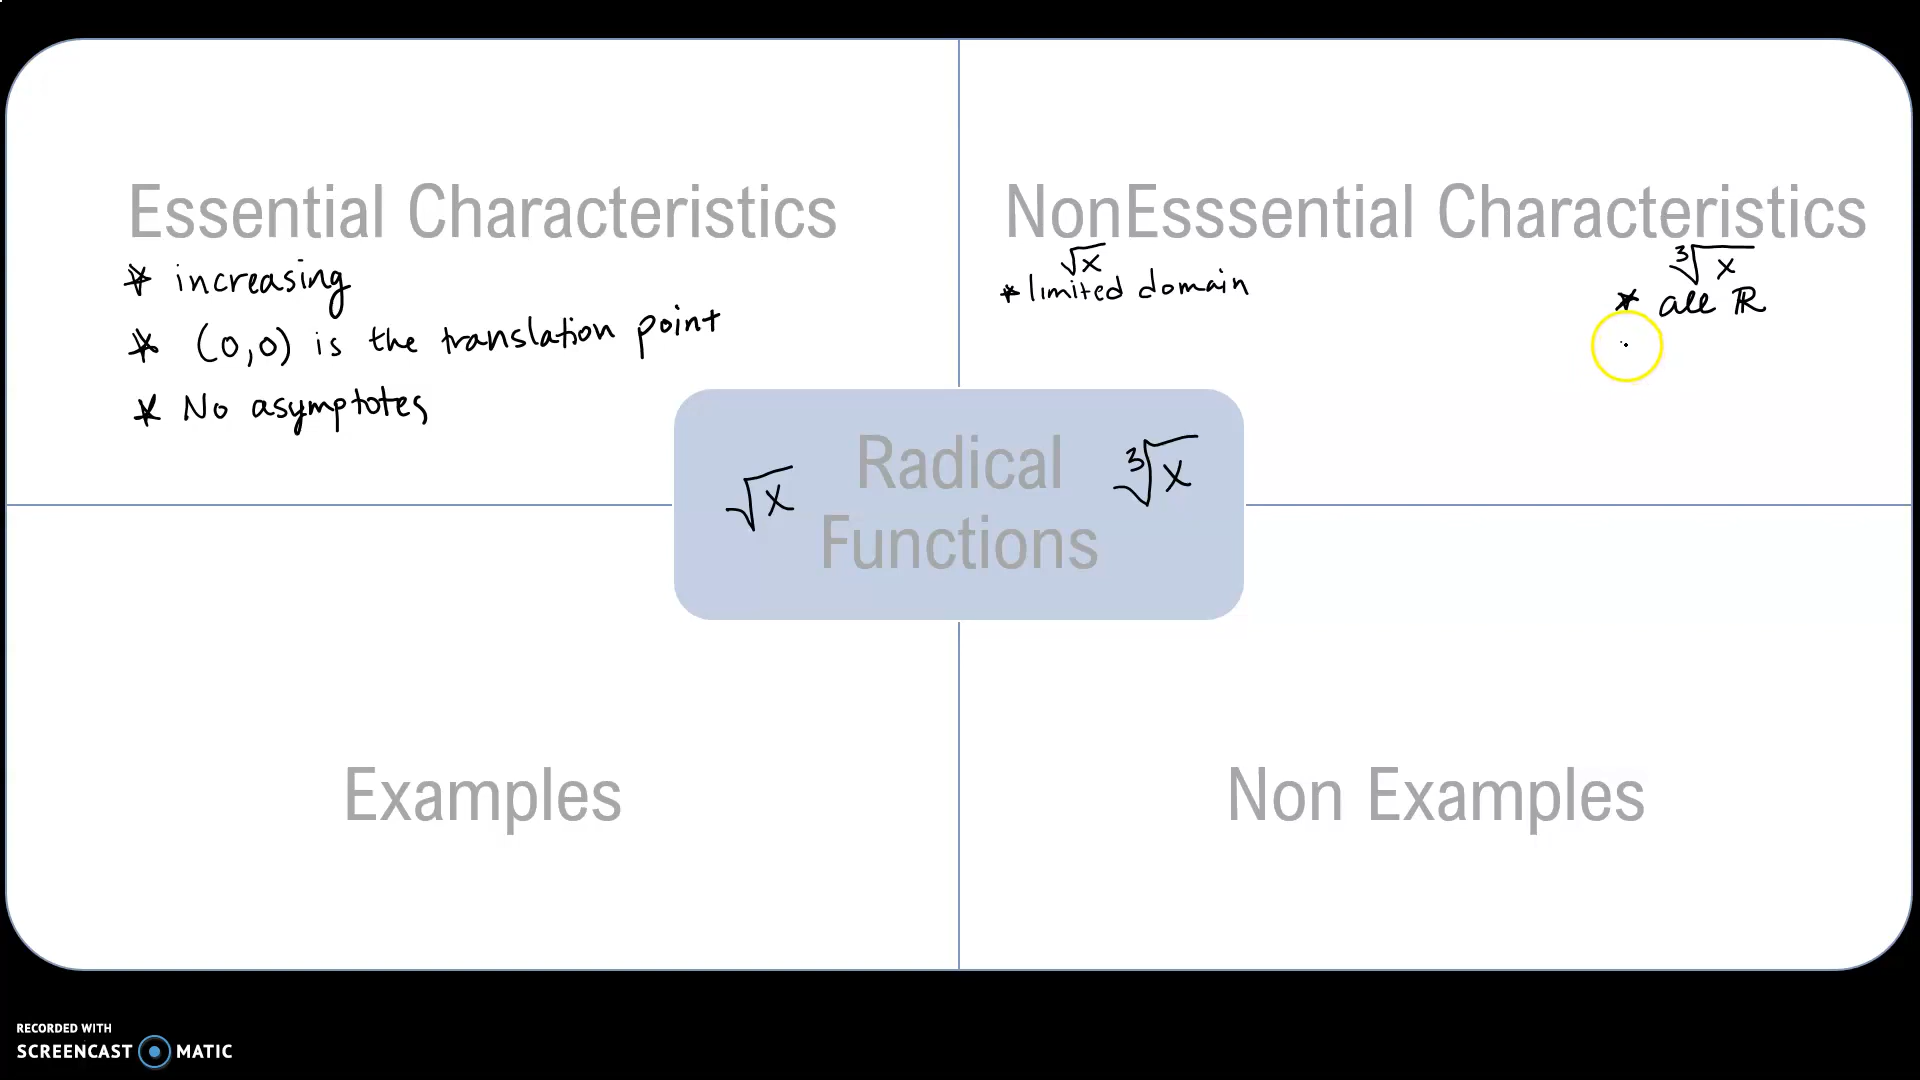 Essential Characteristics
* increasing
* (0,0) is the translation point
* No asymptotes
NonEsssential Characteristics
√x
* limited domain
∛x
* all ℝ
√x
Radical
Functions
∛x
Examples
Non Examples
RECORDED WITH
SCREENCAST MATIC